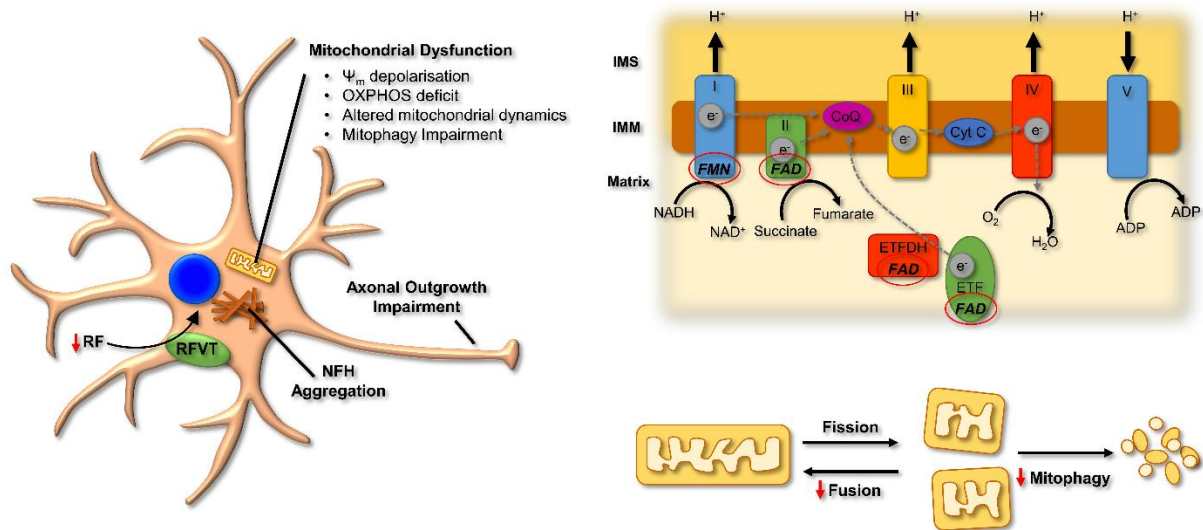 Mitochondrial Dysfunction
• Ψm depolarisation
• OXPHOS deficit
• Altered mitochondrial dynamics
• Mitophagy Impairment
Axonal Outgrowth
Impairment
RF
RFVT
NFH
Aggregation
H⁺ H⁺ H⁺ H⁺
IMS
I III IV V
IMM
e⁻ II CoQ e⁻ Cyt C e⁻
e⁻
FMN FAD
Matrix
NADH NAD⁺
Succinate Fumarate
O₂ H₂O
ADP ADP
ETFDH
FAD
e⁻
ETF
FAD
Fission
Fusion
Mitophagy